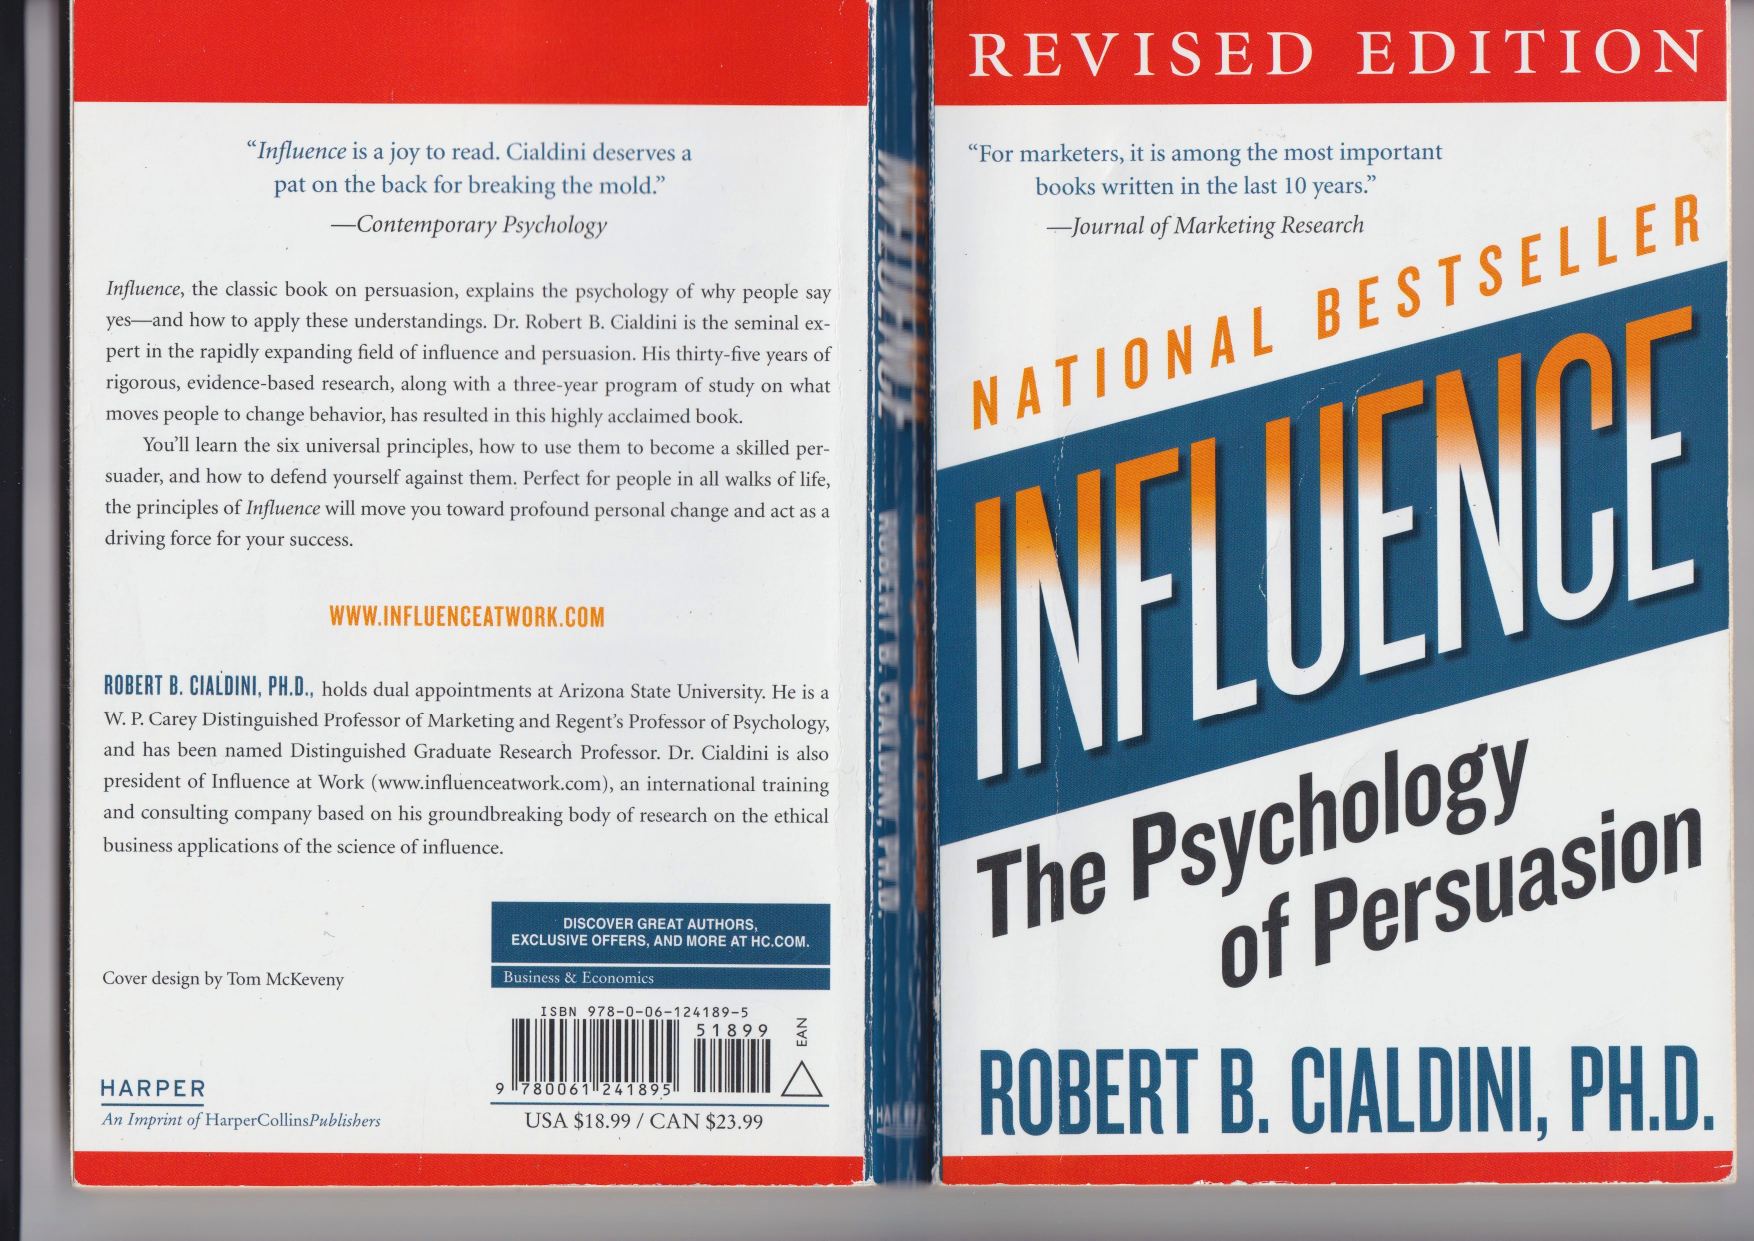 “Influence is a joy to read. Cialdini deserves a
pat on the back for breaking the mold.”
—Contemporary Psychology
Influence, the classic book on persuasion, explains the psychology of why people say
yes—and how to apply these understandings. Dr. Robert B. Cialdini is the seminal ex-
pert in the rapidly expanding field of influence and persuasion. His thirty-five years of
rigorous, evidence-based research, along with a three-year program of study on what
moves people to change behavior, has resulted in this highly acclaimed book.
You’ll learn the six universal principles, how to use them to become a skilled per-
suader, and how to defend yourself against them. Perfect for people in all walks of life,
the principles of Influence will move you toward profound personal change and act as a
driving force for your success.
WWW.INFLUENCEATWORK.COM
ROBERT B. CIALDINI, PH.D., holds dual appointments at Arizona State University. He is a
W. P. Carey Distinguished Professor of Marketing and Regent’s Professor of Psychology,
and has been named Distinguished Graduate Research Professor. Dr. Cialdini is also
president of Influence at Work (www.influenceatwork.com), an international training
and consulting company based on his groundbreaking body of research on the ethical
business applications of the science of influence.
DISCOVER GREAT AUTHORS,
EXCLUSIVE OFFERS, AND MORE AT HC.COM.
Business & Economics
Cover design by Tom McKeveny
ISBN 978-0-06-124189-5
51899
EAN
9 780061 241895
USA $18.99 / CAN $23.99
HARPER
An Imprint of HarperCollinsPublishers
INFLUENCE
ROBERT B. CIALDINI, PH.D.
HARPER
REVISED EDITION
“For marketers, it is among the most important
books written in the last 10 years.”
—Journal of Marketing Research
NATIONAL BESTSELLER
INFLUENCE
The Psychology
of Persuasion
ROBERT B. CIALDINI, PH.D.